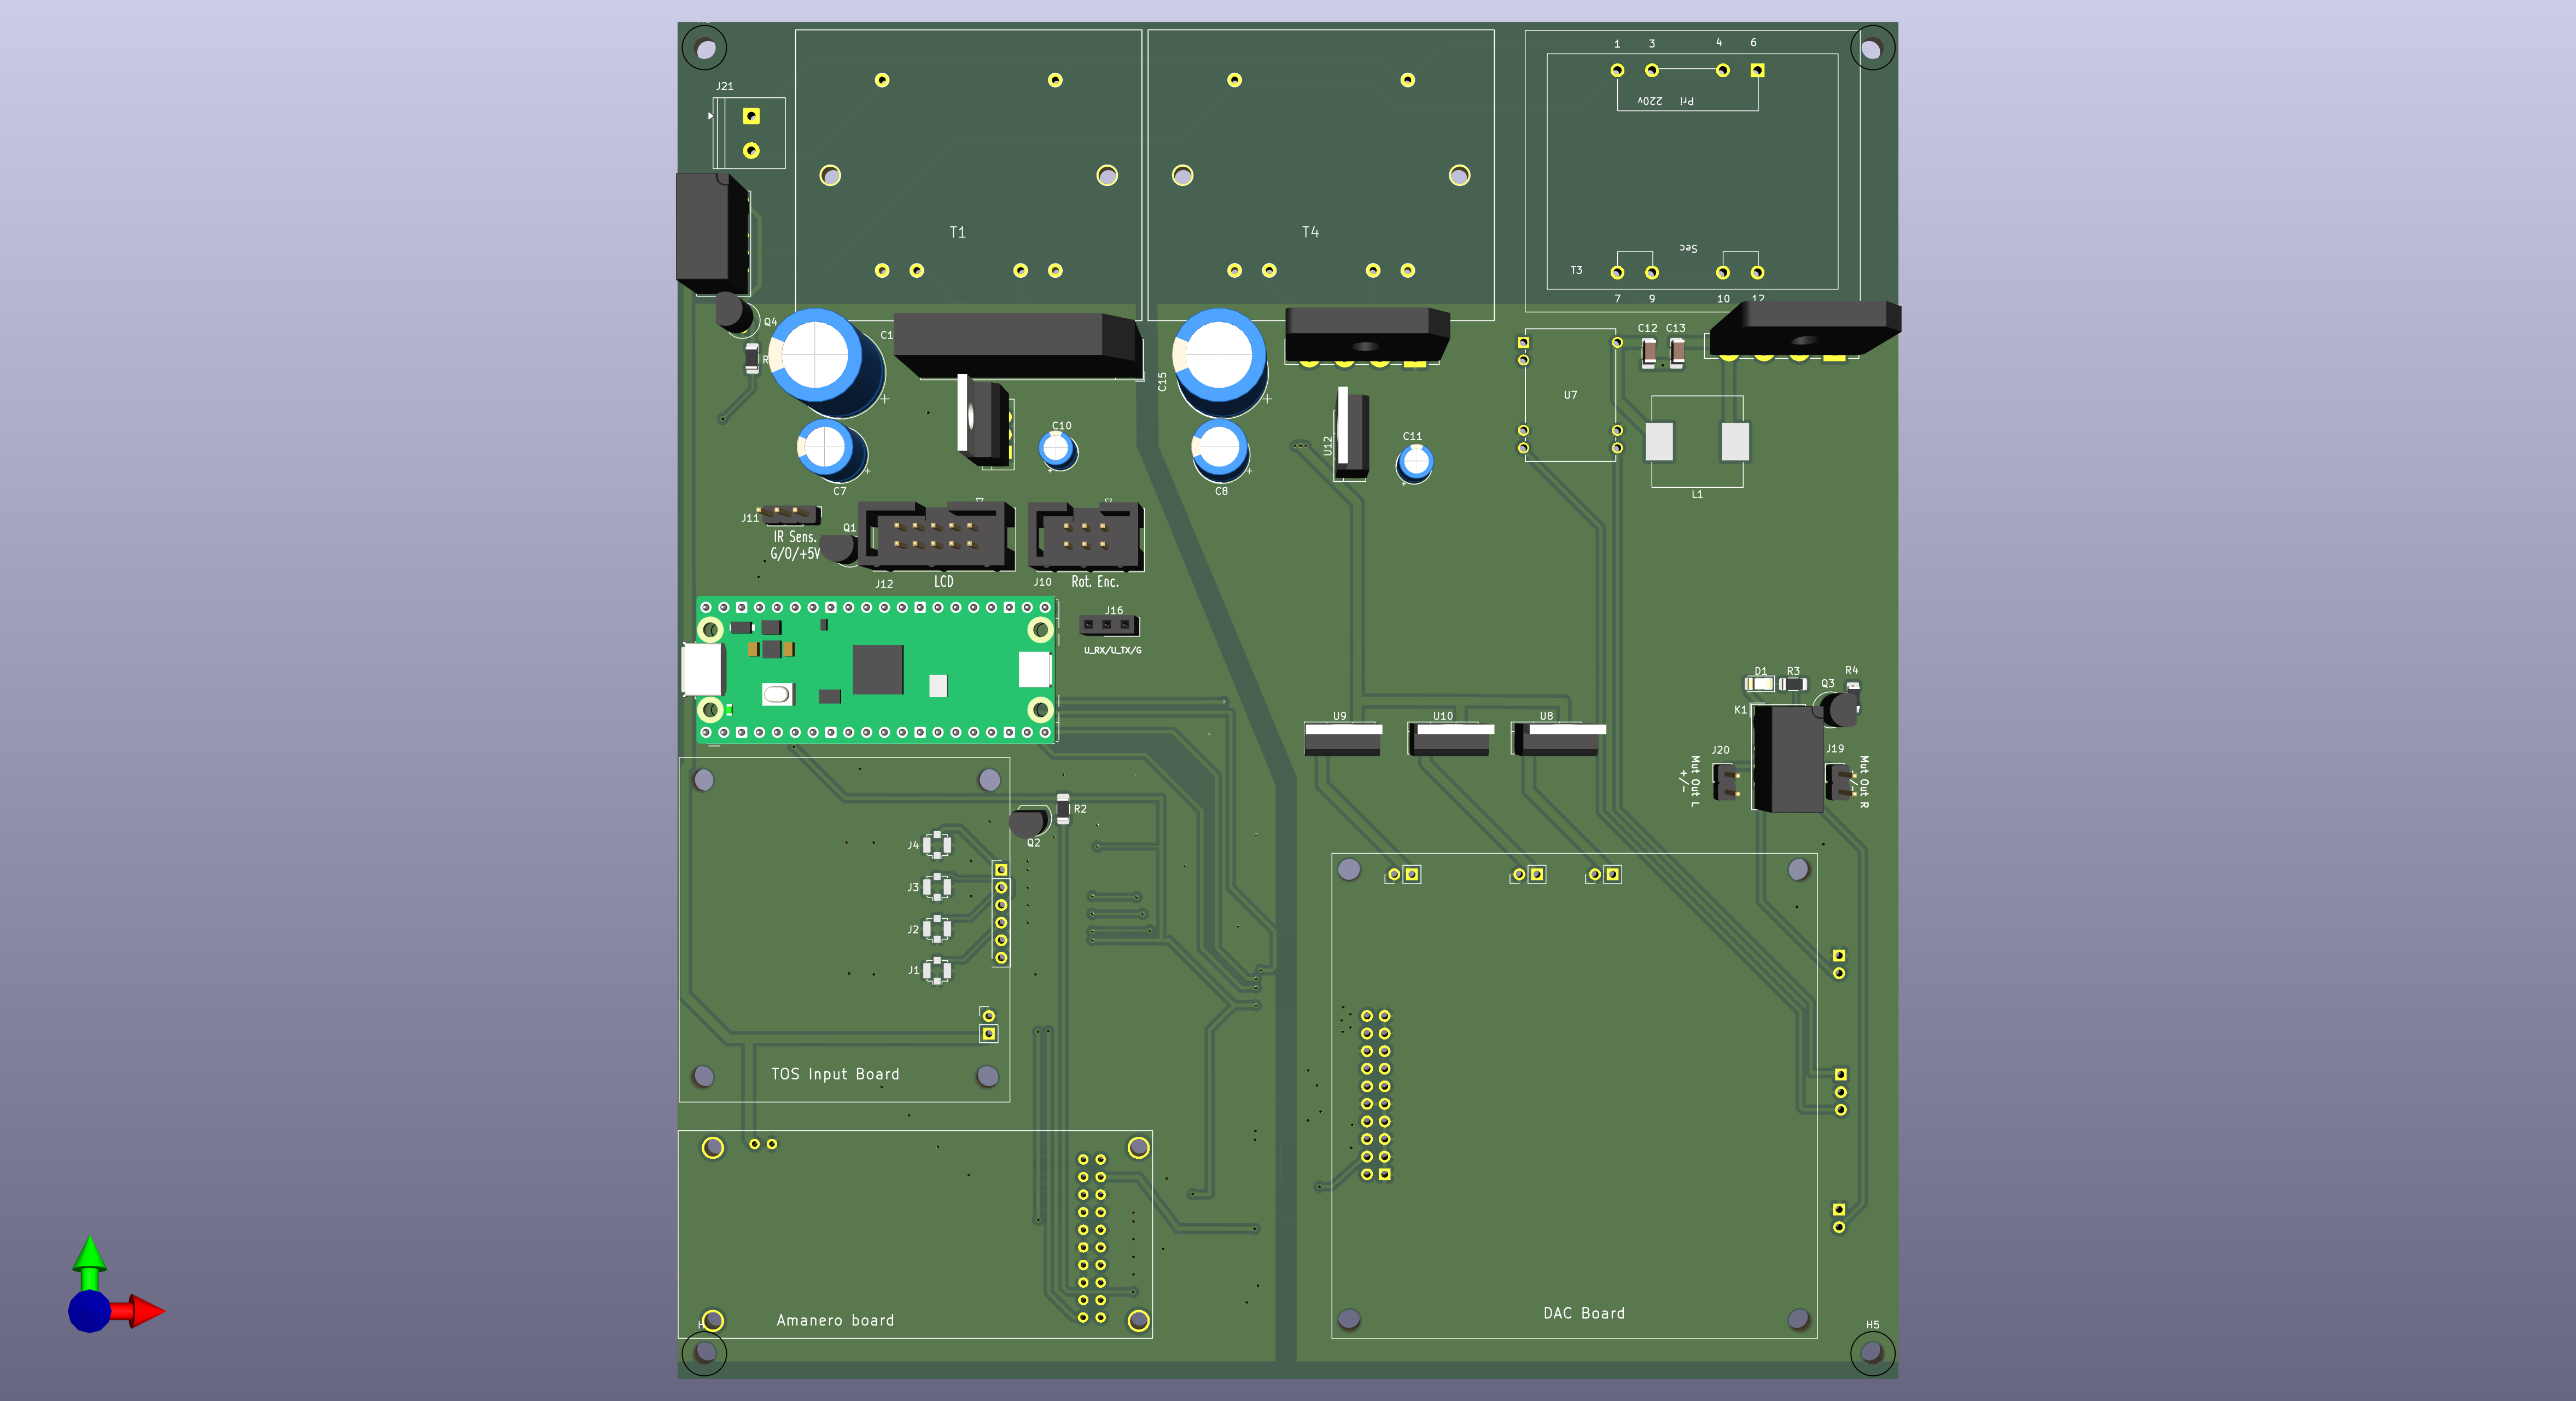 J21
1 3 4 6
220v Pri
T1
T4
Sec
T3
7 9 10 12
Q4
R
C1
C15
C12 C13
U7
C10
C11
U12
L1
C7
C8
J11
IR Sens.
G/O/+5V
Q1
J12
LCD
J10
Rot. Enc.
J16
U_RX/U_TX/G
D1 R3 R4
Q3
K1
U9 U10 U8
J20
J19
Mut Out L
+/-
Mut Out R
+/-
R2
Q2
J4
J3
J2
J1
TOS Input Board
Amanero board
DAC Board
H5